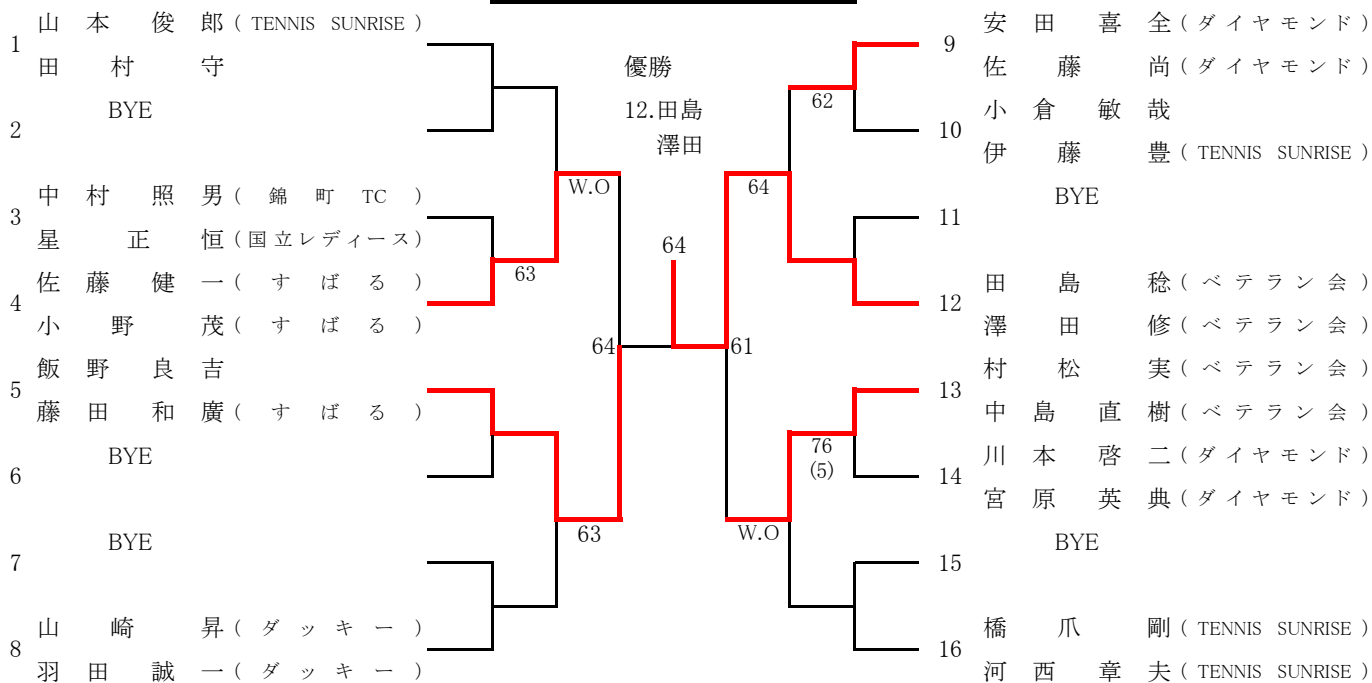 1 山本俊郎 ( TENNIS SUNRISE )
田村守
2 BYE
3 中村照男 ( 錦町 TC )
星正恒 (国立レディース)
4 佐藤健一 ( すばる )
小野茂 ( すばる )
5 飯野良吉
藤田和廣 ( すばる )
6 BYE
7 BYE
8 山崎昇 ( ダッキー )
羽田誠一 ( ダッキー )
63
63
W.O
64
優勝
12.田島
澤田
64
61
64
W.O
62
76
(5)
9 安田喜全 (ダイヤモンド)
佐藤尚 (ダイヤモンド)
10 小倉敏哉
伊藤豊 ( TENNIS SUNRISE )
11 BYE
12 田島稔 (ベテラン会)
澤田修 (ベテラン会)
13 村松実 (ベテラン会)
中島直樹 (ベテラン会)
14 川本啓二 (ダイヤモンド)
宮原英典 (ダイヤモンド)
15 BYE
16 橋爪剛 ( TENNIS SUNRISE )
河西章夫 ( TENNIS SUNRISE )